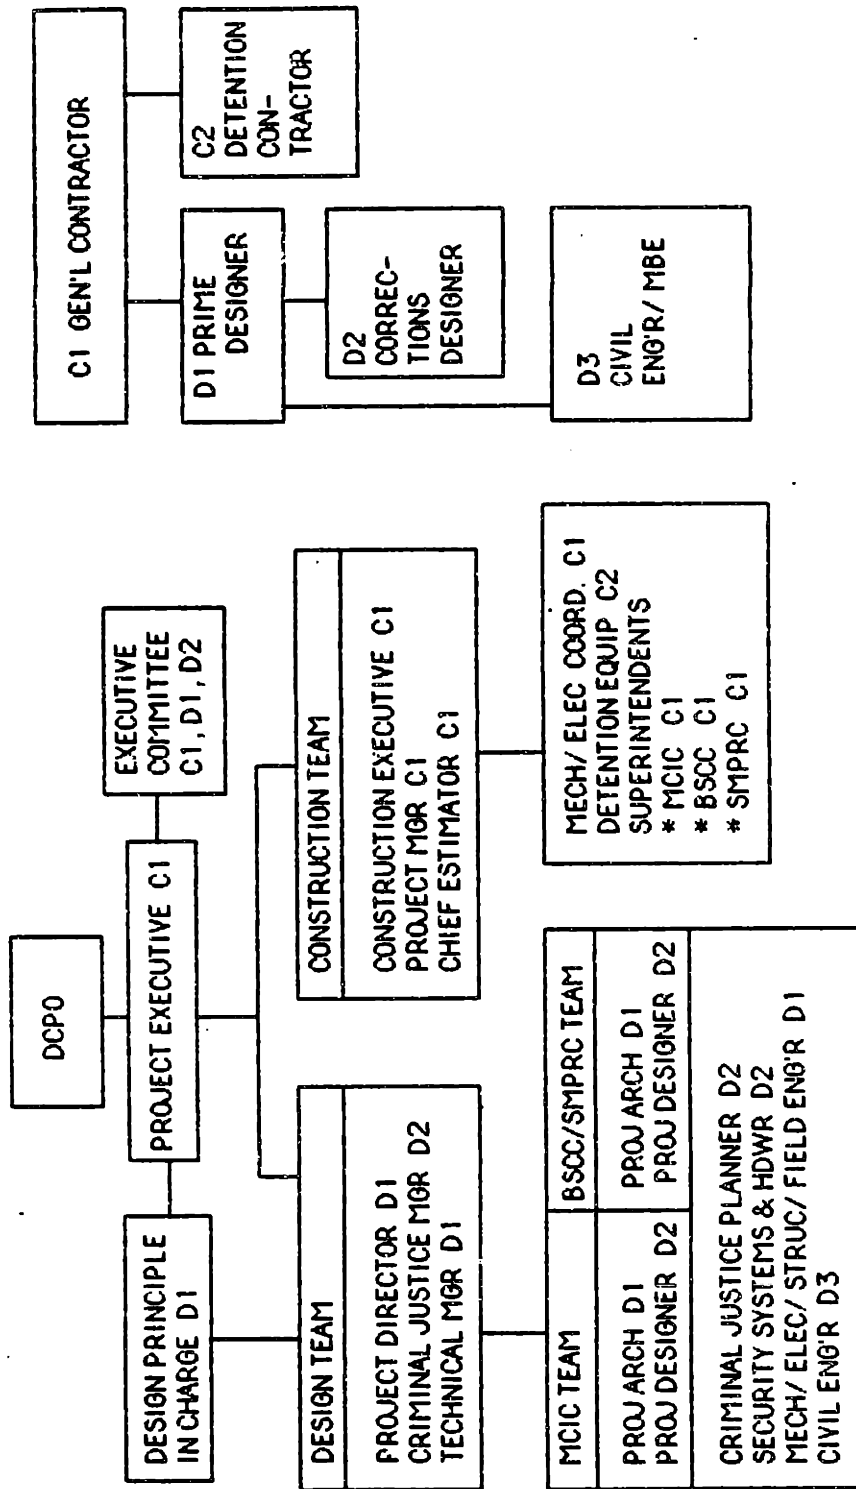 DCPO
DESIGN PRINCIPLE
IN CHARGE D1
PROJECT EXECUTIVE C1
EXECUTIVE
COMMITTEE
C1, D1, D2
DESIGN TEAM
PROJECT DIRECTOR D1
CRIMINAL JUSTICE MGR D2
TECHNICAL MGR D1
CONSTRUCTION TEAM
CONSTRUCTION EXECUTIVE C1
PROJECT MGR C1
CHIEF ESTIMATOR C1
MCIC TEAM
PROJ ARCH D1
PROJ DESIGNER D2
BSCC/SMPRC TEAM
PROJ ARCH D1
PROJ DESIGNER D2
CRIMINAL JUSTICE PLANNER D2
SECURITY SYSTEMS & HDWR D2
MECH/ ELEC/ STRUC/ FIELD ENG'R D1
CIVIL ENG'R D3
MECH/ ELEC COORD. C1
DETENTION EQUIP C2
SUPERINTENDENTS
* MCIC C1
* BSCC C1
* SMPRC C1
C1 GEN'L CONTRACTOR
D1 PRIME
DESIGNER
C2
DETENTION
CON-
TRACTOR
D2
CORREC-
TIONS
DESIGNER
D3
CIVIL
ENG'R/ MBE